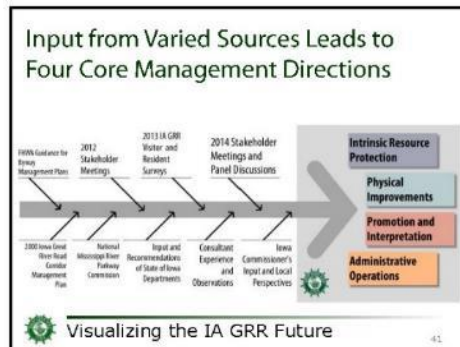 Input from Varied Sources Leads to
Four Core Management Directions
FHWA Guidance for
Byway
Management Plans
2012
Stakeholder
Meetings
2013 IA GRR
Visitor and
Resident
Surveys
2014 Stakeholder
Meetings and
Panel Discussions
2000 Iowa Great
River Road
Corridor
Management
Plan
National
Mississippi River
Parkway
Commission
Input and
Recommendations
of State of Iowa
Departments
Consultant
Experience
and
Observations
Iowa
Commissioner's
Input and Local
Perspectives
Intrinsic Resource
Protection
Physical
Improvements
Promotion and
Interpretation
Administrative
Operations
Visualizing the IA GRR Future
41